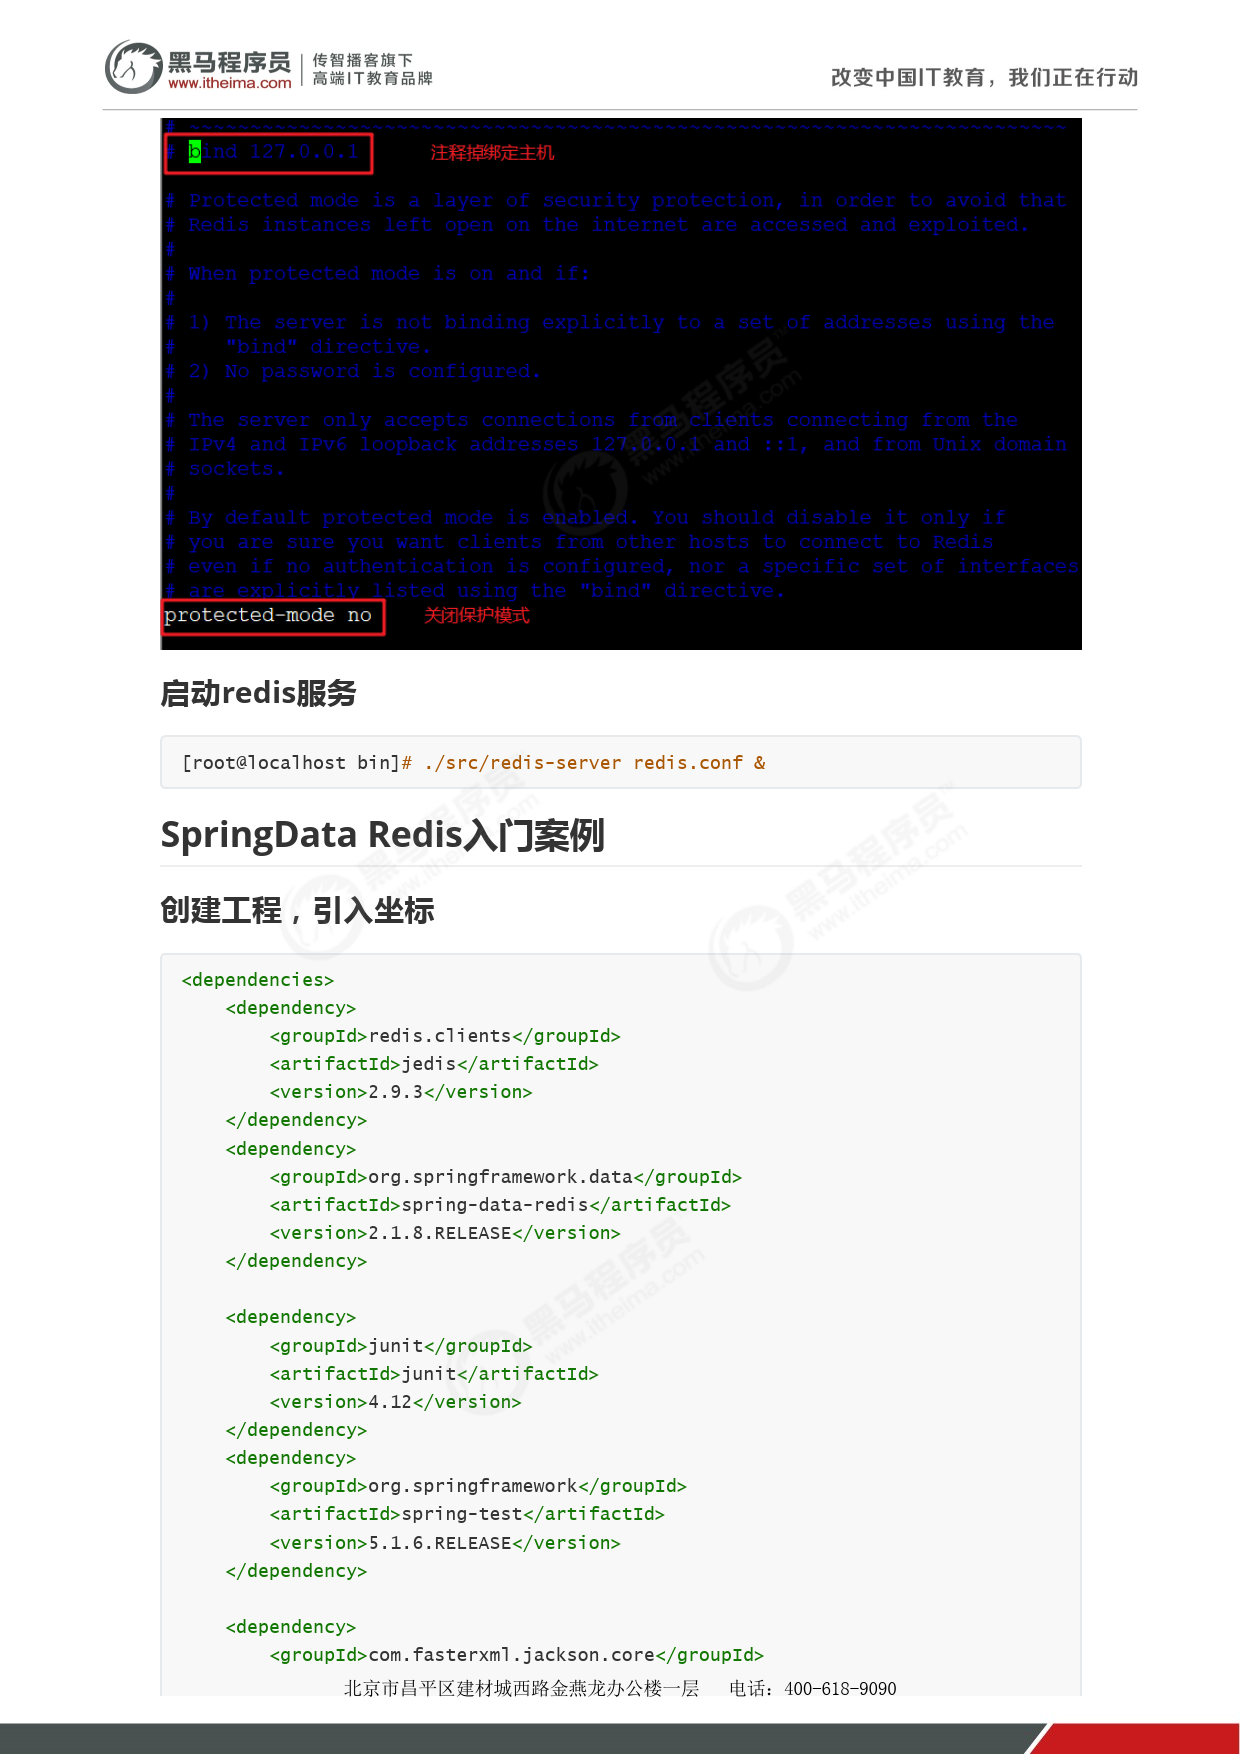 黑马程序员 传智播客旗下
www.itheima.com 高端IT教育品牌
改变中国IT教育，我们正在行动
# ~~~~~~~~~~~~~~~~~~~~~~~~~~~~~~~~~~~~~~~~~~~~~~~~~~~~~~~~~~~~~~~~~~~~~~~~
# bind 127.0.0.1 注释掉绑定主机
# Protected mode is a layer of security protection, in order to avoid that
# Redis instances left open on the internet are accessed and exploited.
#
# When protected mode is on and if:
#
# 1) The server is not binding explicitly to a set of addresses using the
#    "bind" directive.
# 2) No password is configured.
#
# The server only accepts connections from clients connecting from the
# IPv4 and IPv6 loopback addresses 127.0.0.1 and ::1, and from Unix domain
# sockets.
#
# By default protected mode is enabled. You should disable it only if
# you are sure you want clients from other hosts to connect to Redis
# even if no authentication is configured, nor a specific set of interfaces
# are explicitly listed using the "bind" directive.
protected-mode no 关闭保护模式
启动redis服务
[root@localhost bin]# ./src/redis-server redis.conf &
SpringData Redis入门案例
创建工程，引入坐标
<dependencies>
    <dependency>
        <groupId>redis.clients</groupId>
        <artifactId>jedis</artifactId>
        <version>2.9.3</version>
    </dependency>
    <dependency>
        <groupId>org.springframework.data</groupId>
        <artifactId>spring-data-redis</artifactId>
        <version>2.1.8.RELEASE</version>
    </dependency>
    <dependency>
        <groupId>junit</groupId>
        <artifactId>junit</artifactId>
        <version>4.12</version>
    </dependency>
    <dependency>
        <groupId>org.springframework</groupId>
        <artifactId>spring-test</artifactId>
        <version>5.1.6.RELEASE</version>
    </dependency>
    <dependency>
        <groupId>com.fasterxml.jackson.core</groupId>
北京市昌平区建材城西路金燕龙办公楼一层 电话：400-618-9090